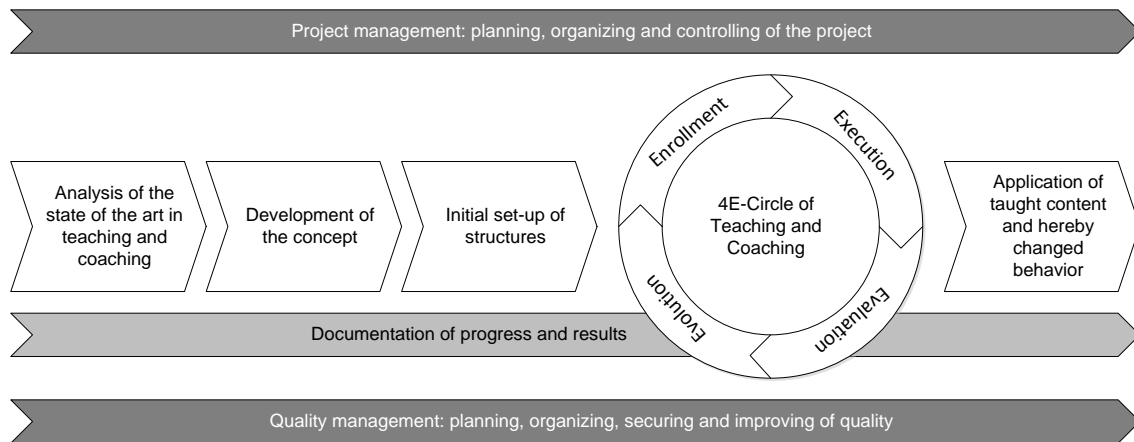 Project management: planning, organizing and controlling of the project
Enrollment
Execution
Analysis of the
state of the art in
teaching and
coaching
Development of
the concept
Initial set-up of
structures
4E-Circle of
Teaching and
Coaching
Application of
taught content
and hereby
changed
behavior
Evolution
Evaluation
Documentation of progress and results
Quality management: planning, organizing, securing and improving of quality